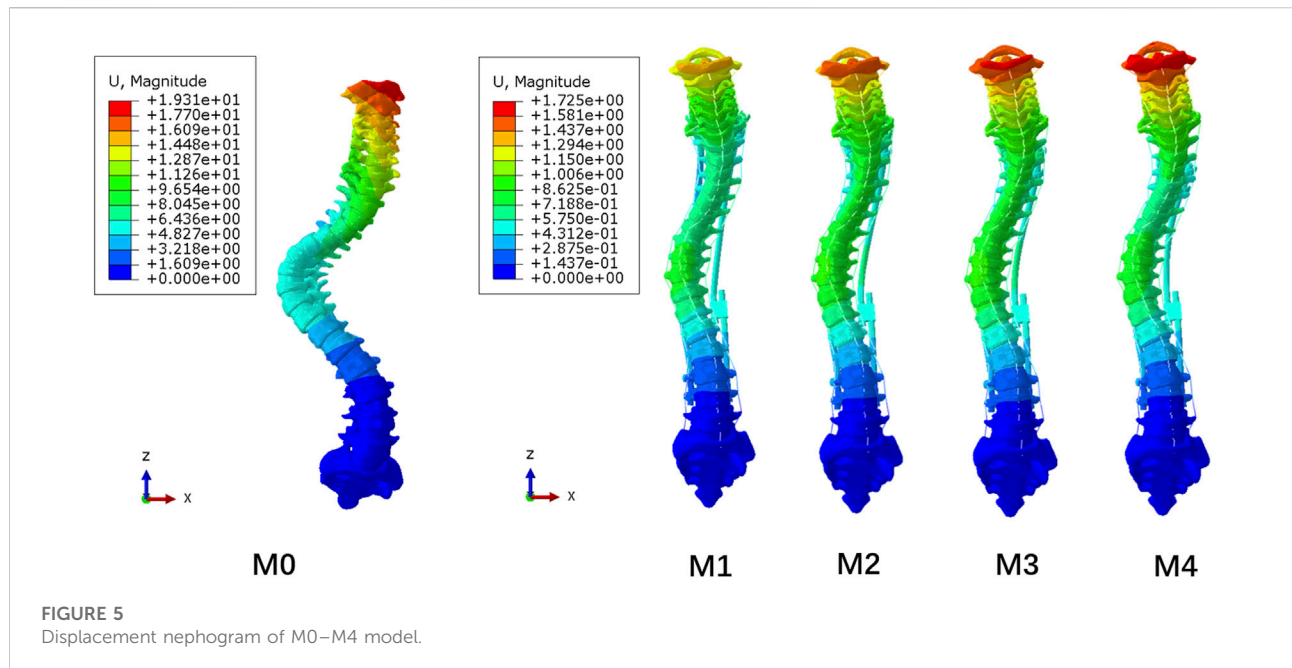 U, Magnitude
+1.931e+01
+1.770e+01
+1.609e+01
+1.448e+01
+1.287e+01
+1.126e+01
+9.654e+00
+8.045e+00
+6.436e+00
+4.827e+00
+3.218e+00
+1.609e+00
+0.000e+00
U, Magnitude
+1.725e+00
+1.581e+00
+1.437e+00
+1.294e+00
+1.150e+00
+1.006e+00
+8.625e-01
+7.188e-01
+5.750e-01
+4.312e-01
+2.875e-01
+1.437e-01
+0.000e+00
Z
X
Z
X
M0
M1
M2
M3
M4
FIGURE 5
Displacement nephogram of M0–M4 model.